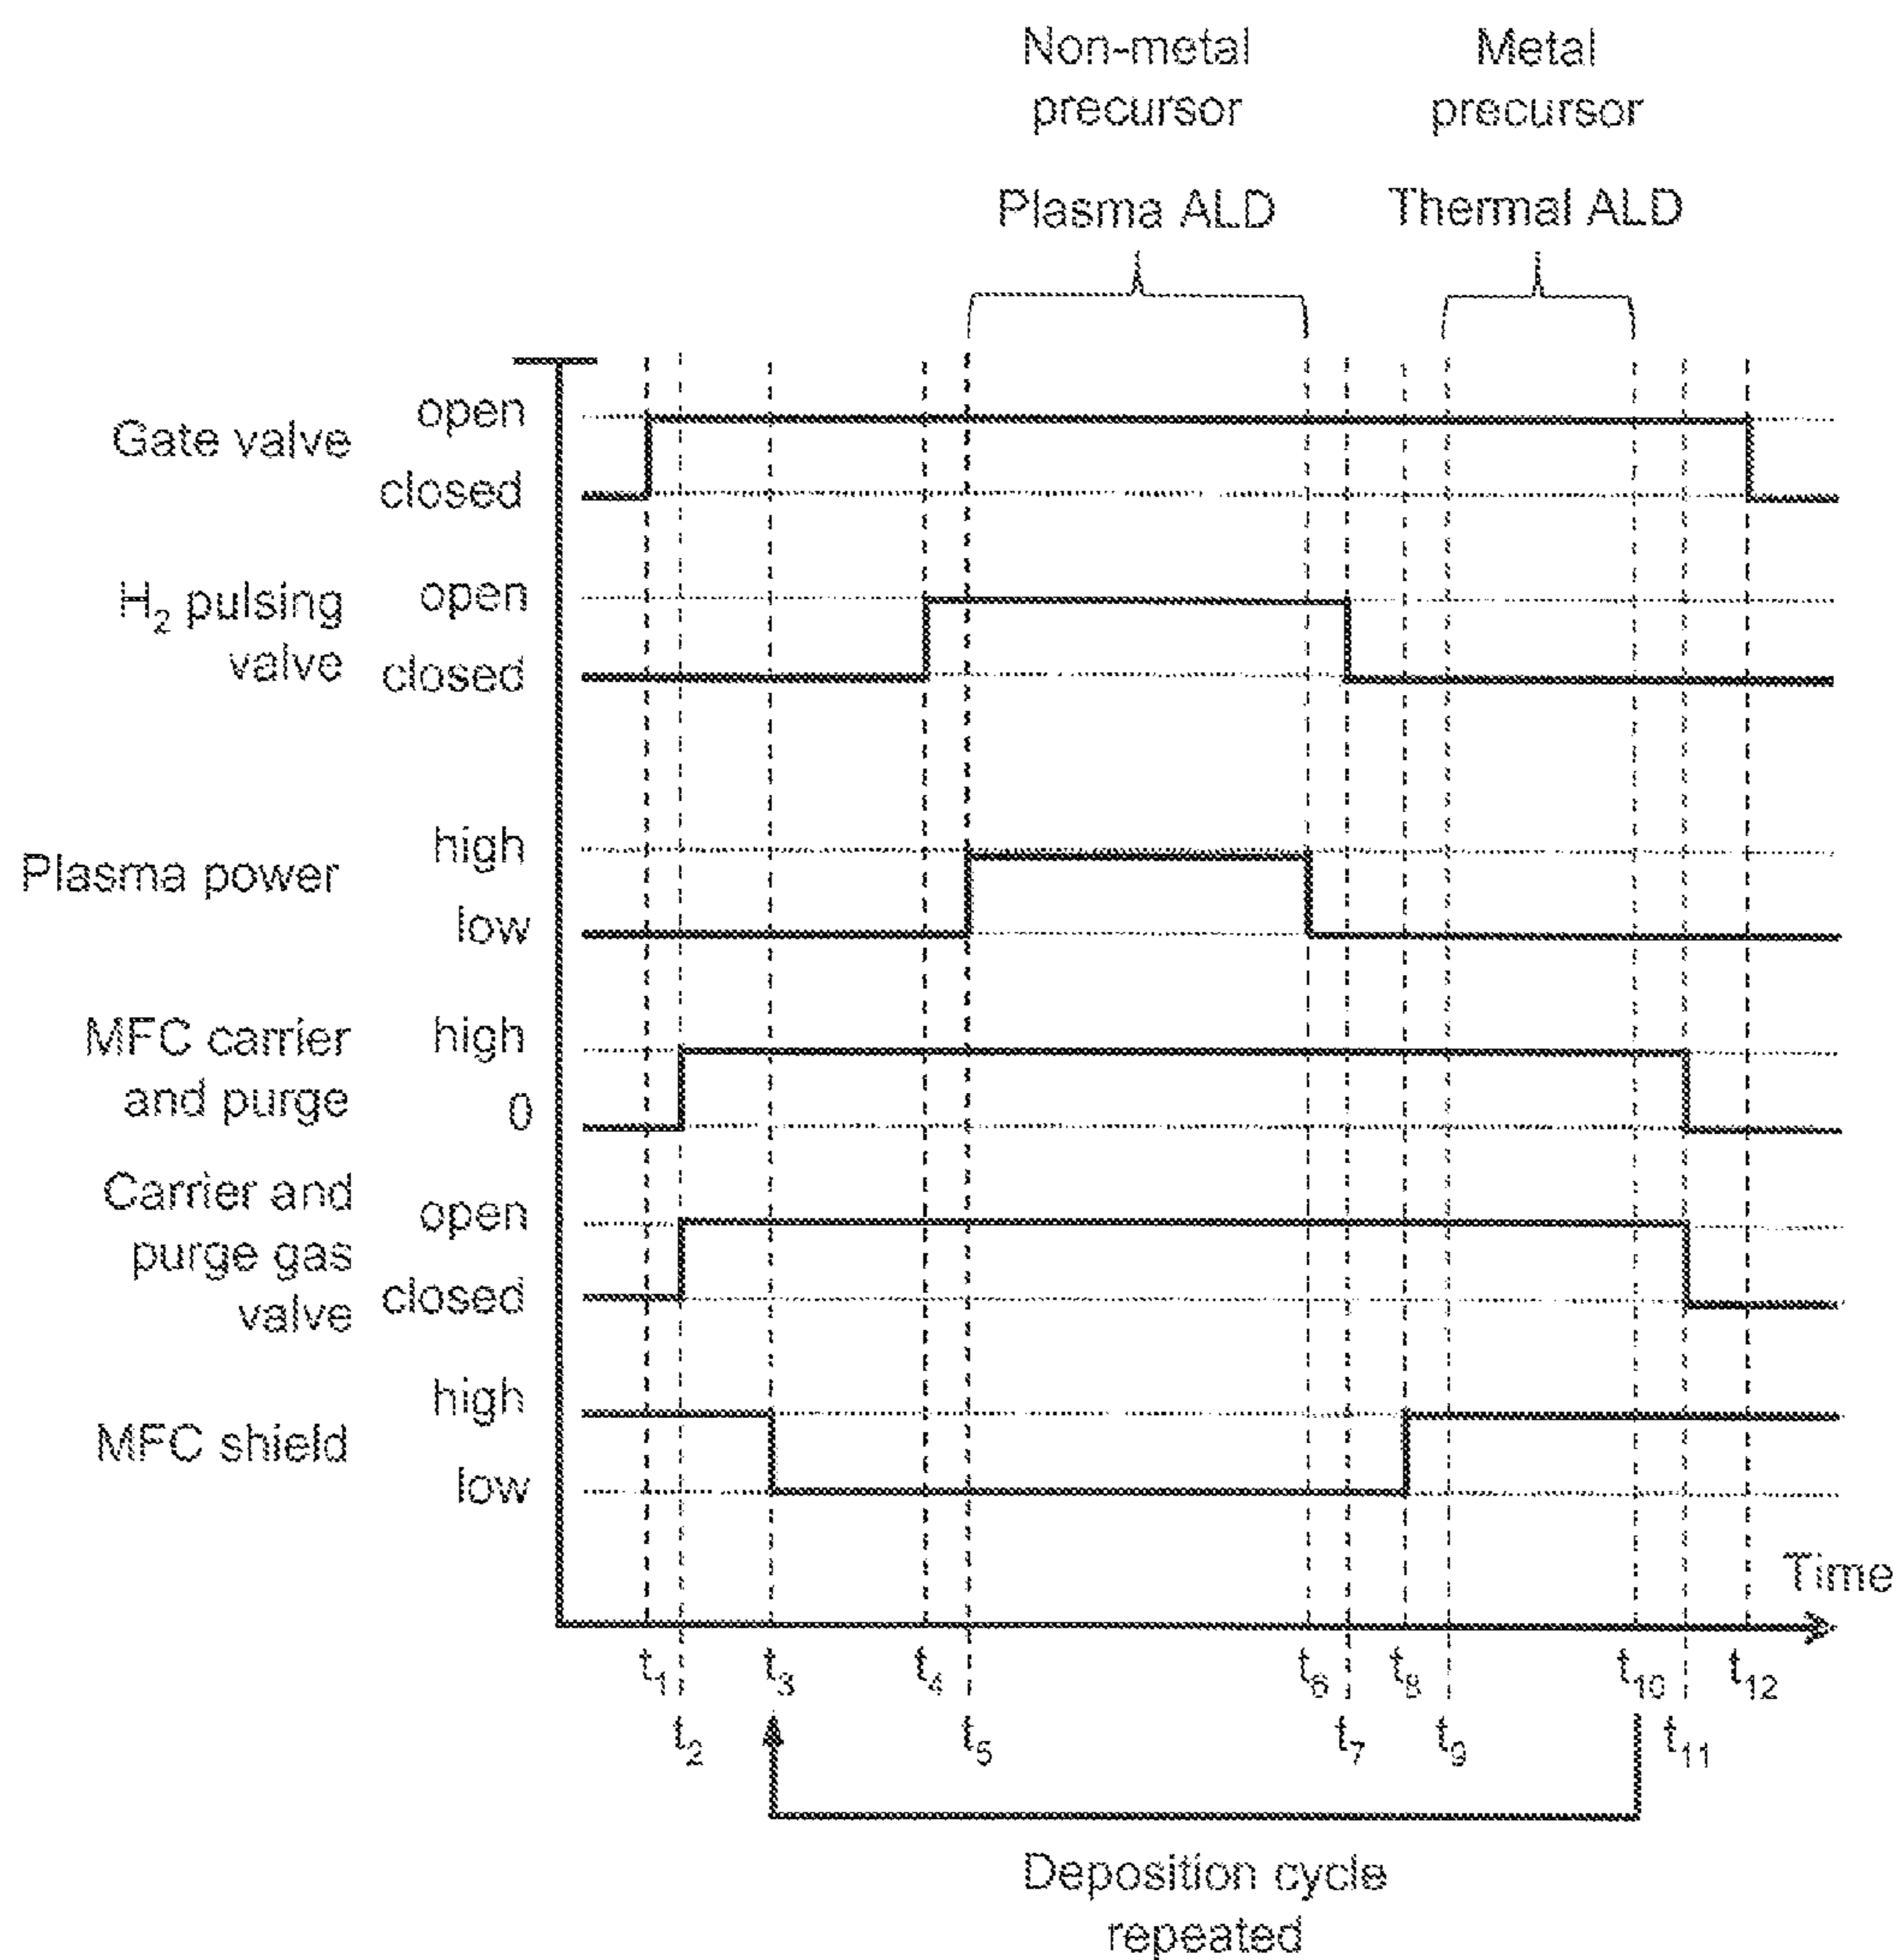 Non-metal
precursor
Metal
precursor
Plasma ALD
Thermal ALD
Gate valve
open
closed
H₂ pulsing
valve
open
closed
Plasma power
high
low
MFC carrier
and purge
high
0
Carrier and
purge gas
valve
open
closed
MFC shield
high
low
Time
t₁ t₃ t₄ t₆ t₈ t₁₀ t₁₂
t₂ t₅ t₇ t₉ t₁₁
Deposition cycle
repeated